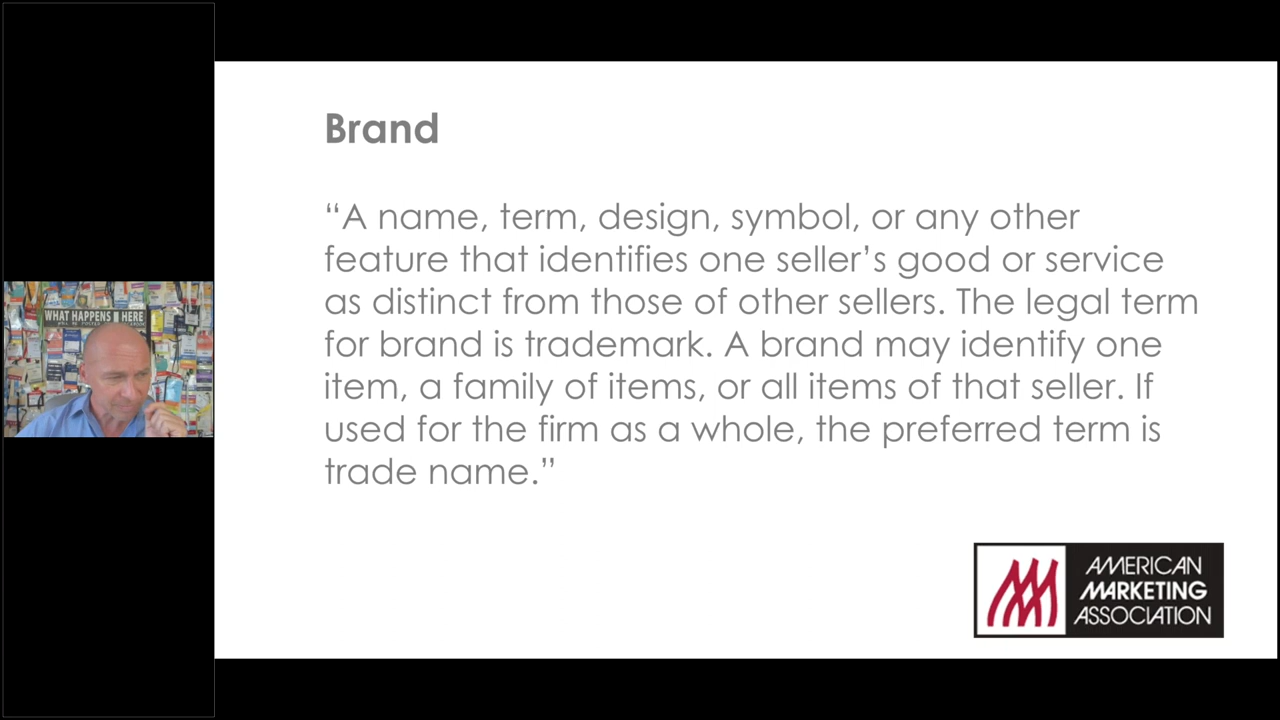 Brand
“A name, term, design, symbol, or any other
feature that identifies one seller’s good or service
as distinct from those of other sellers. The legal term
for brand is trademark. A brand may identify one
item, a family of items, or all items of that seller. If
used for the firm as a whole, the preferred term is
trade name.”
AMERICAN
MARKETING
ASSOCIATION
WHAT HAPPENS HERE